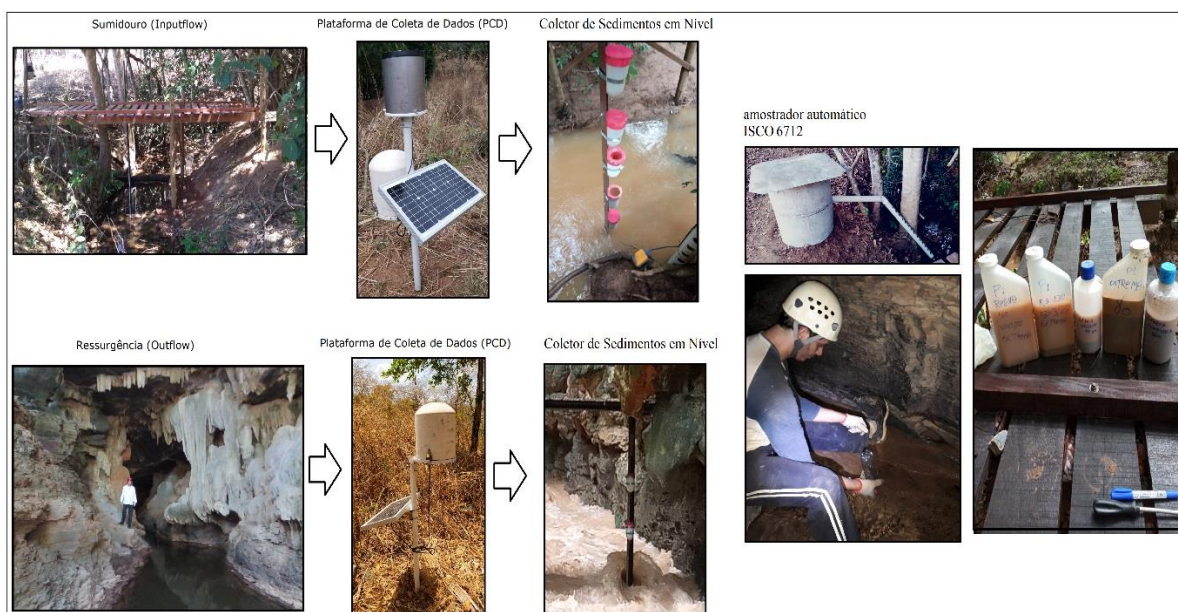 Sumidouro (Inputflow)
Plataforma de Coleta de Dados (PCD)
Coletor de Sedimentos em Nível
amostrador automático
ISCO 6712
Ressurgência (Outflow)
Plataforma de Coleta de Dados (PCD)
Coletor de Sedimentos em Nível